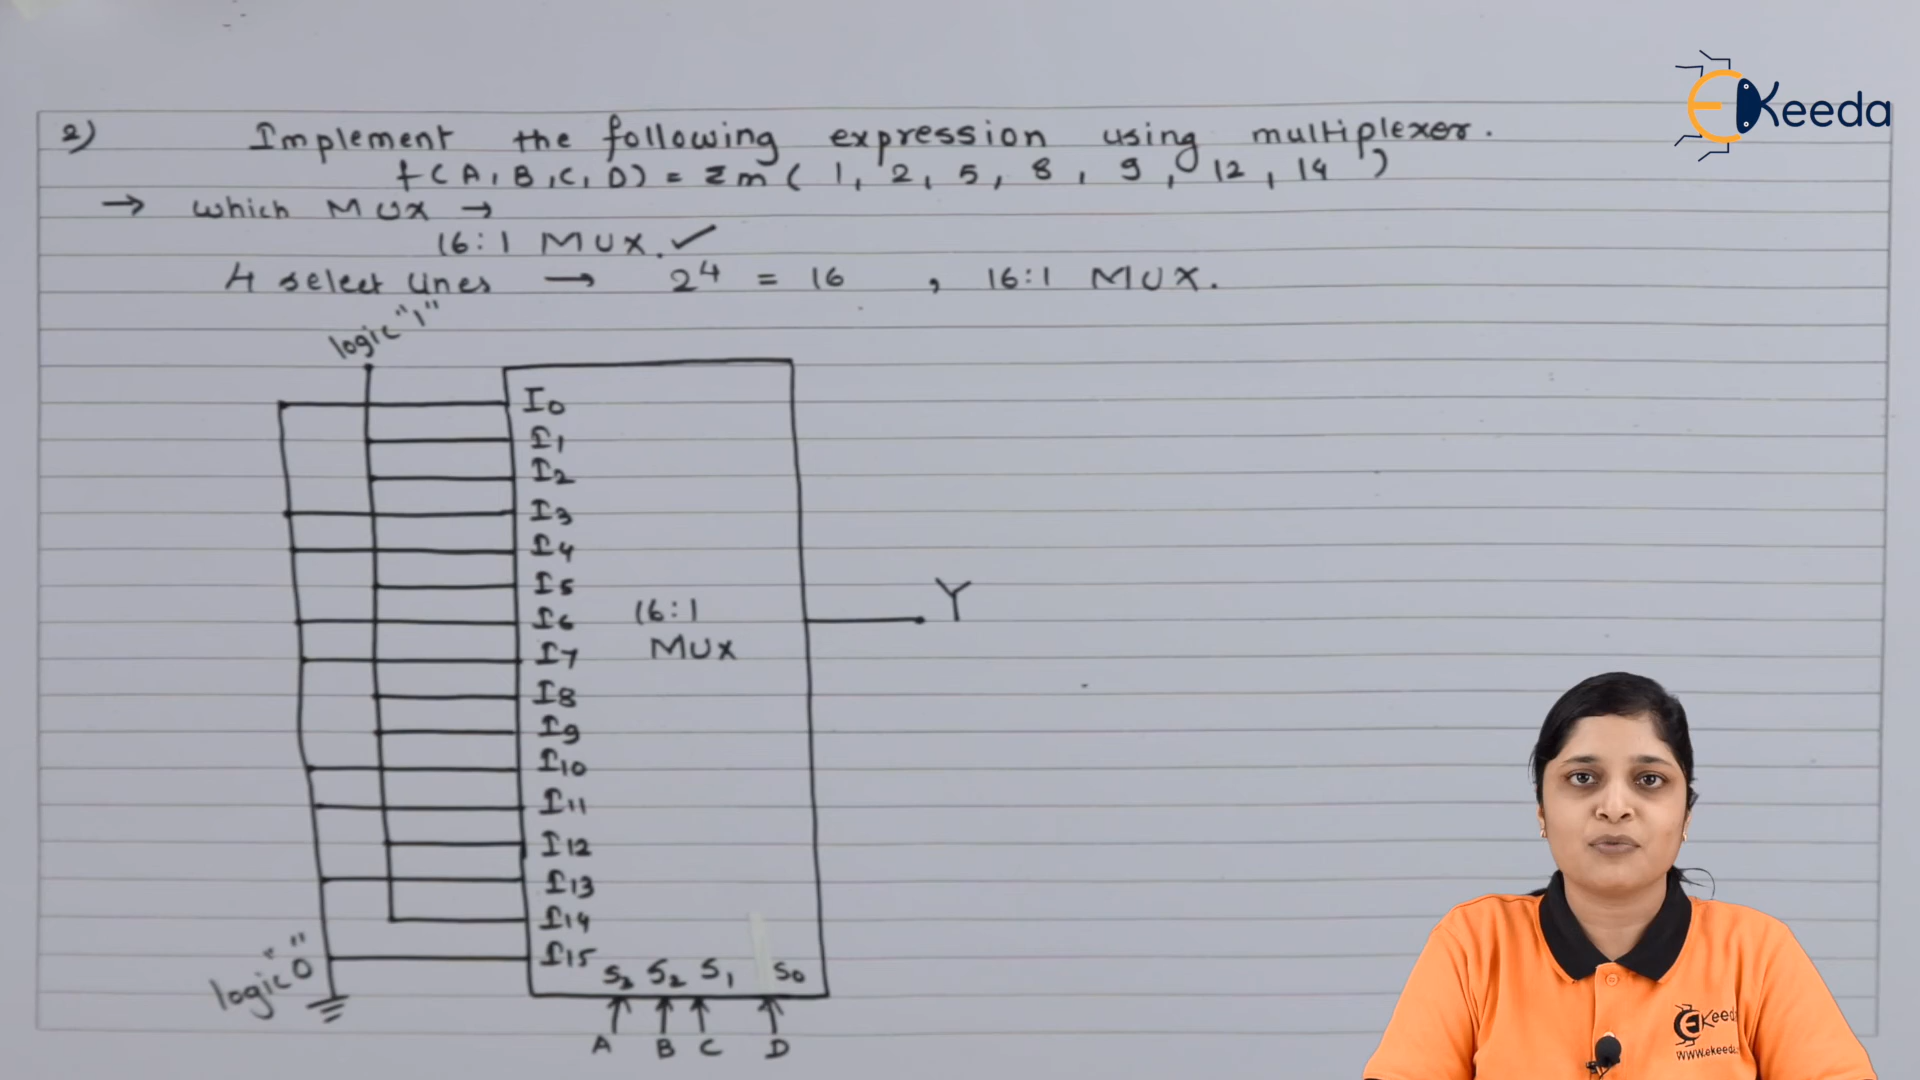 EKeeda
2) Implement the following expression using multiplexer.
f(A,B,C,D) = Σm(1, 2, 5, 8, 9, 12, 14)
→ which MUX →
16:1 MUX. ✓
4 select lines → 2⁴ = 16 , 16:1 MUX.
logic "1"
I0
I1
I2
I3
I4
I5
I6
I7
I8
I9
I10
I11
I12
I13
I14
I15
16:1
MUX
Y
logic "0"
S3 S2 S1 S0
A B C D
EKeed
www.ekeeda